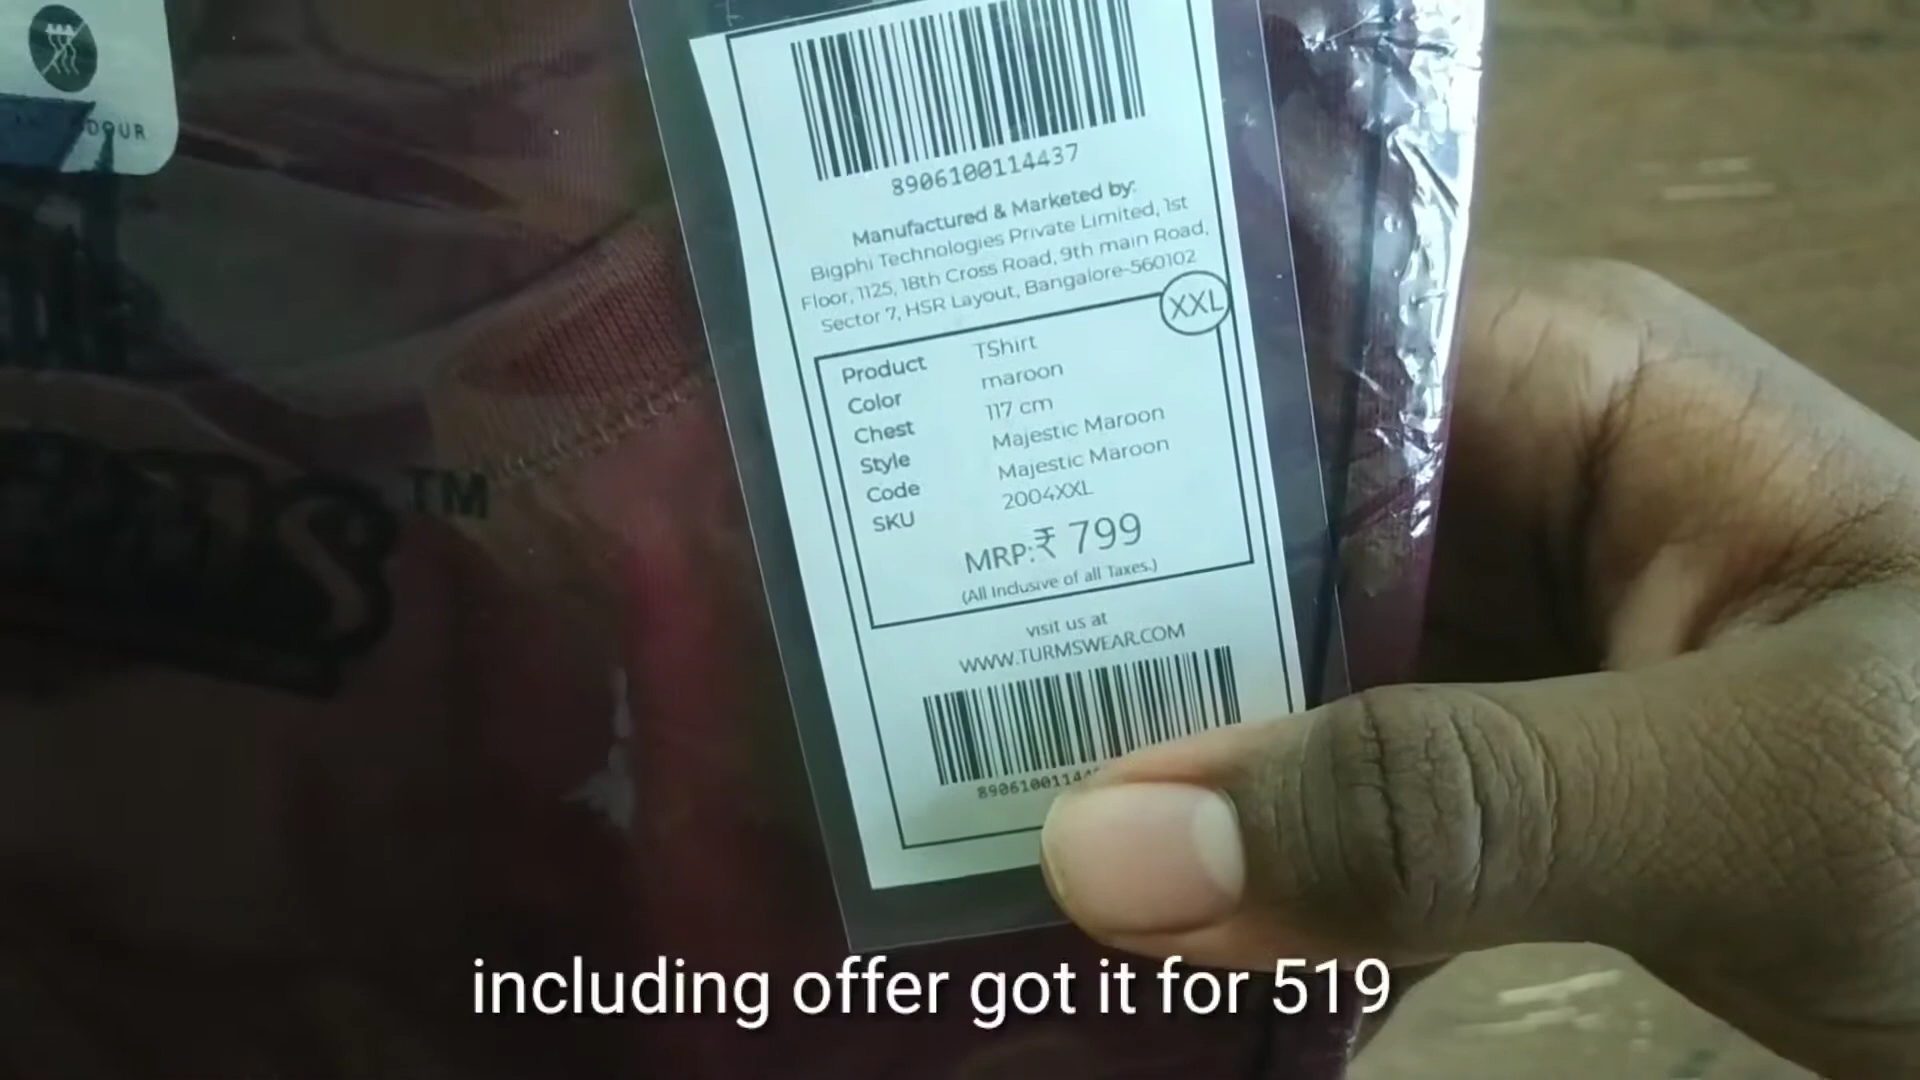 DOUR
TM
8906100114437
Manufactured & Marketed by:
Bigphi Technologies Private Limited, 1st
Floor, 1125, 18th Cross Road, 9th main Road,
Sector 7, HSR Layout, Bangalore-560102
XXL
Product TShirt
Color maroon
Chest 117 cm
Style Majestic Maroon
Code Majestic Maroon
SKU 2004XXL
MRP:₹ 799
(All Inclusive of all Taxes.)
visit us at
WWW.TURMSWEAR.COM
89061001144
including offer got it for 519